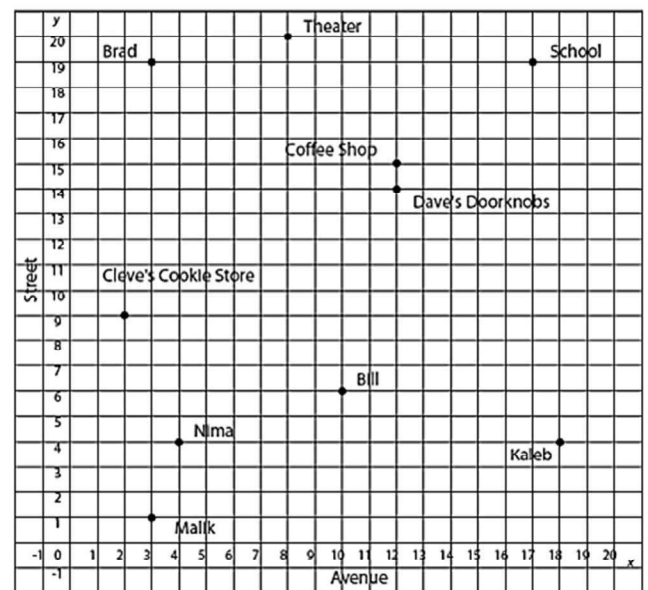 y
Theater
20
Brad
School
19
18
17
16
Coffee Shop
15
14
Dave's Doorknobs
13
12
11
Street
Cleve's Cookie Store
10
9
8
7
Bill
6
5
Nima
4
Kaleb
3
2
1
Malik
-1 0 1 2 3 4 5 6 7 8 9 10 11 12 13 14 15 16 17 18 19 20 x
-1
Avenue